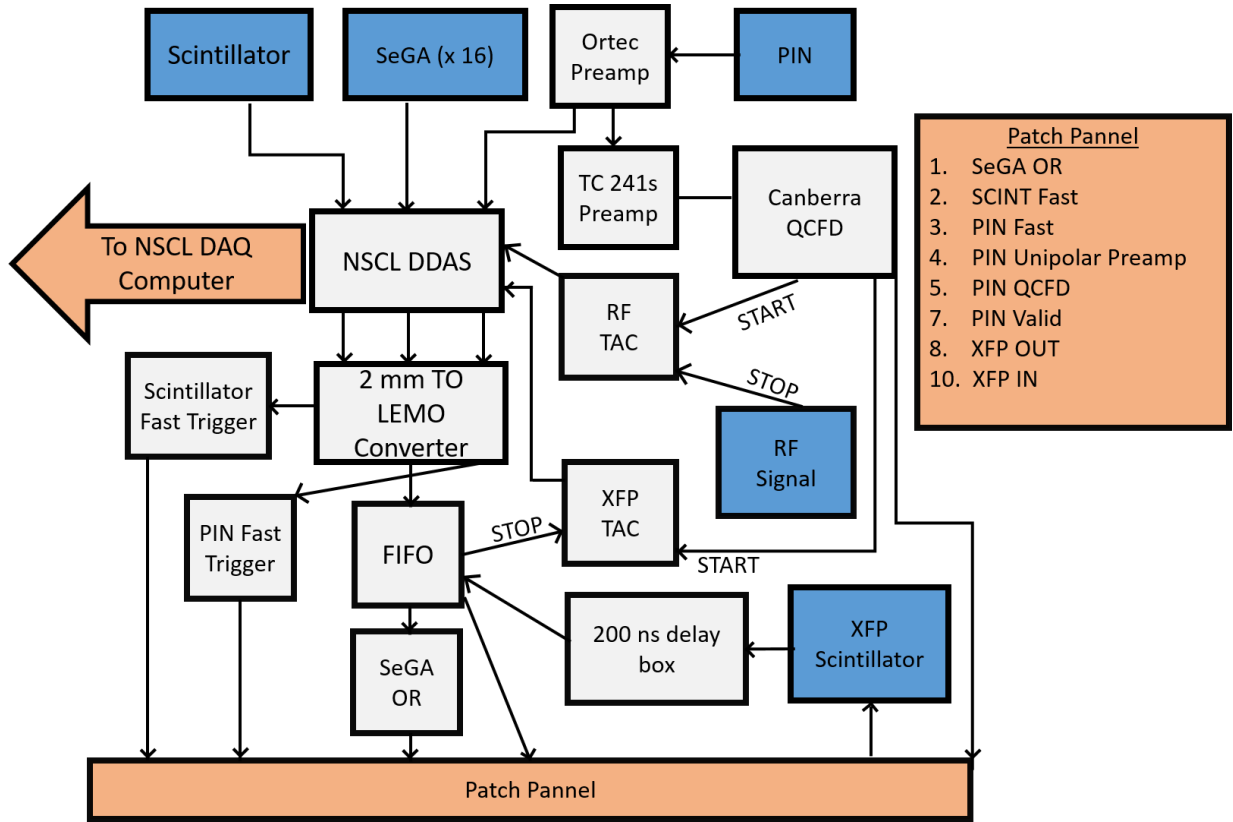 Scintillator
SeGA (x 16)
Ortec
Preamp
PIN
Patch Pannel
1. SeGA OR
2. SCINT Fast
3. PIN Fast
4. PIN Unipolar Preamp
5. PIN QCFD
7. PIN Valid
8. XFP OUT
10. XFP IN
TC 241s
Preamp
Canberra
QCFD
To NSCL DAQ
Computer
NSCL DDAS
RF
TAC
START
STOP
Scintillator
Fast Trigger
2 mm TO
LEMO
Converter
RF
Signal
PIN Fast
Trigger
FIFO
STOP
XFP
TAC
START
200 ns delay
box
XFP
Scintillator
SeGA
OR
Patch Pannel